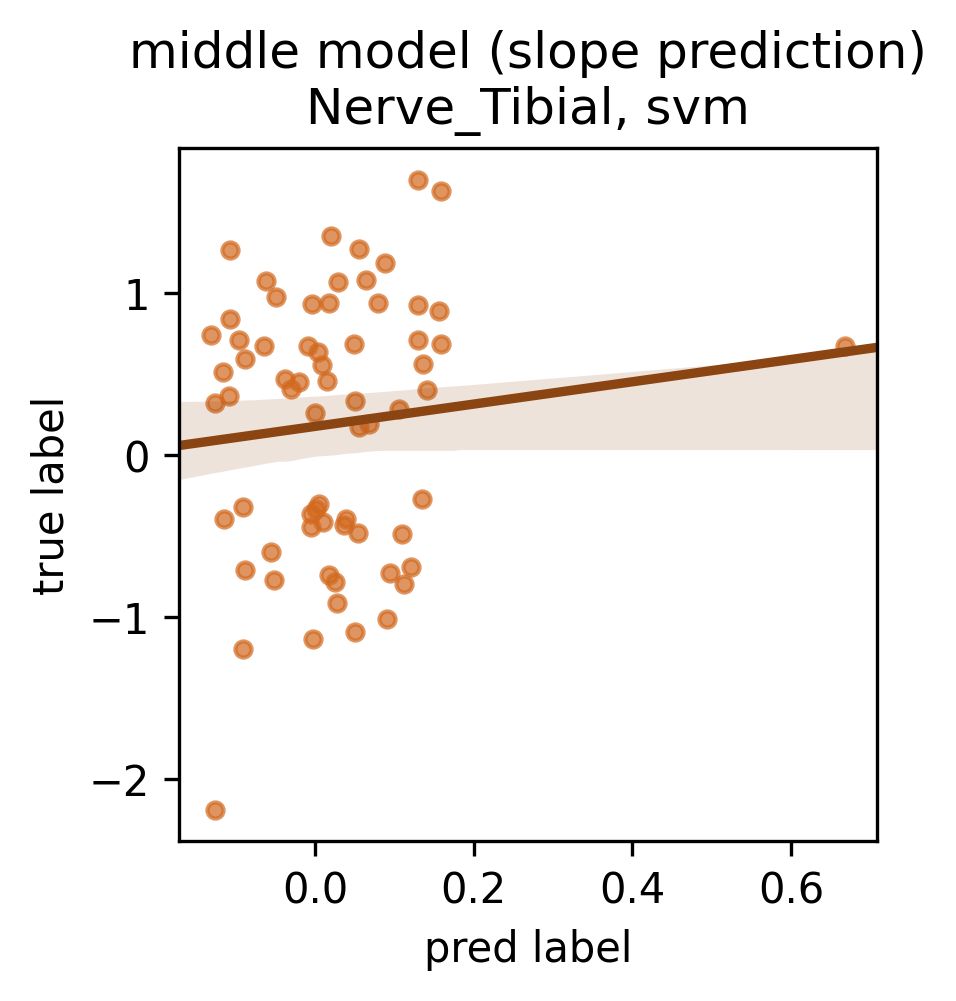 middle model (slope prediction)
Nerve_Tibial, svm
1
0
−1
−2
true label
0.0 0.2 0.4 0.6
pred label